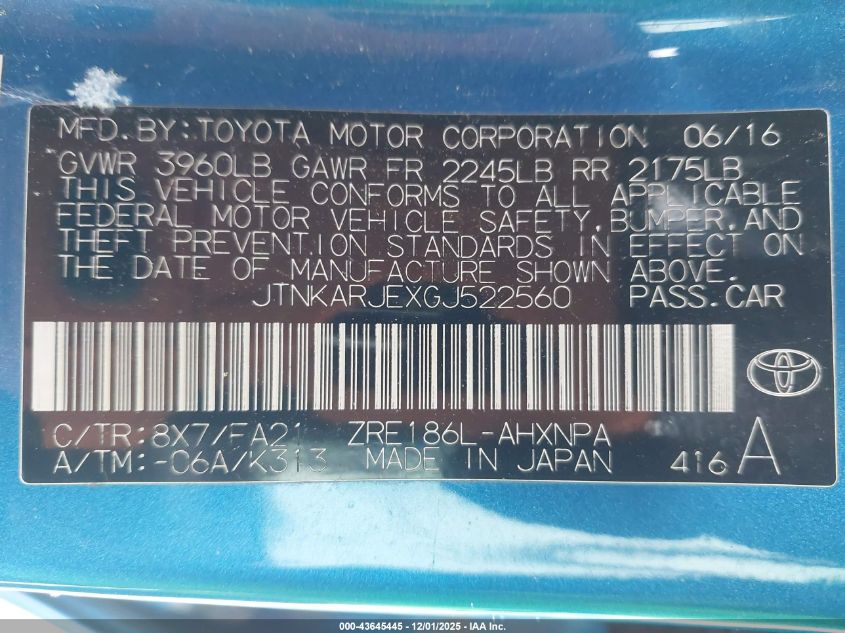 MFD.BY:TOYOTA MOTOR CORPORATION 06/16
GVWR 3960LB GAWR FR 2245LB RR 2175LB
THIS VEHICLE CONFORMS TO ALL APPLICABLE
FEDERAL MOTOR VEHICLE SAFETY,BUMPER,AND
THEFT PREVENTION STANDARDS IN EFFECT ON
THE DATE OF MANUFACTURE SHOWN ABOVE.
JTNKARJEXGJ522560 PASS.CAR
C/TR:8X7/FA21 ZRE186L-AHXNPA
A/TM:-06A/K313 MADE IN JAPAN 416 A
000-43645445 - 12/01/2025 - IAA Inc.